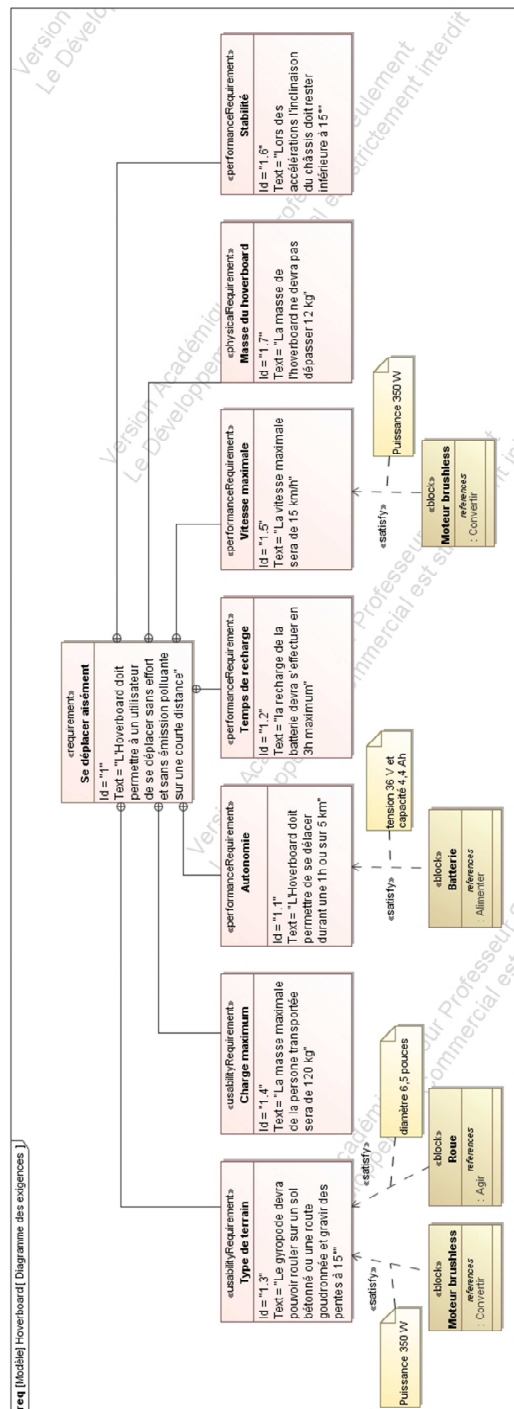 req [Modèle] Hoverboard[ Diagramme des exigences ]
«requirement»
Se déplacer aisément
Id = "1"
Text = "L'Hoverboard doit
permettre à un utilisateur
de se déplacer sans effort
et sans émission polluante
sur une courte distance"
«usabilityRequirement»
Type de terrain
Id = "1.3"
Text = "Le gyropode devra
pouvoir rouler sur un sol
bétonné ou une route
goudronnée et gravir des
pentes à 15°"
«usabilityRequirement»
Charge maximum
Id = "1.4"
Text = "La masse maximale
de la persone transportée
sera de 120 kg"
«performanceRequirement»
Autonomie
Id = "1.1"
Text = "L'Hoverboard doit
permettre de se délacer
durant une 1h ou sur 5 km"
«performanceRequirement»
Temps de recharge
Id = "1.2"
Text = "la recharge de la
batterie devra s'effectuer en
3h maximum"
«performanceRequirement»
Vitesse maximale
Id = "1.5"
Text = "La vitesse maximale
sera de 15 km/h"
«physicalRequirement»
Masse du hoverboard
Id = "1.7"
Text = "La masse de
l'hoverboard ne devra pas
dépasser 12 kg"
«performanceRequirement»
Stabilité
Id = "1.6"
Text = "Lors des
accélérations l'inclinaison
du châssis doit rester
inférieure à 15°"
Puissance 350 W
«satisfy»
«block»
Moteur brushless
references
: Convertir
«satisfy»
diamètre 6,5 pouces
«block»
Roue
references
: Agir
«satisfy»
tension 36 V et
capacité 4,4 Ah
«block»
Batterie
references
: Alimenter
«satisfy»
Puissance 350 W
«block»
Moteur brushless
references
: Convertir